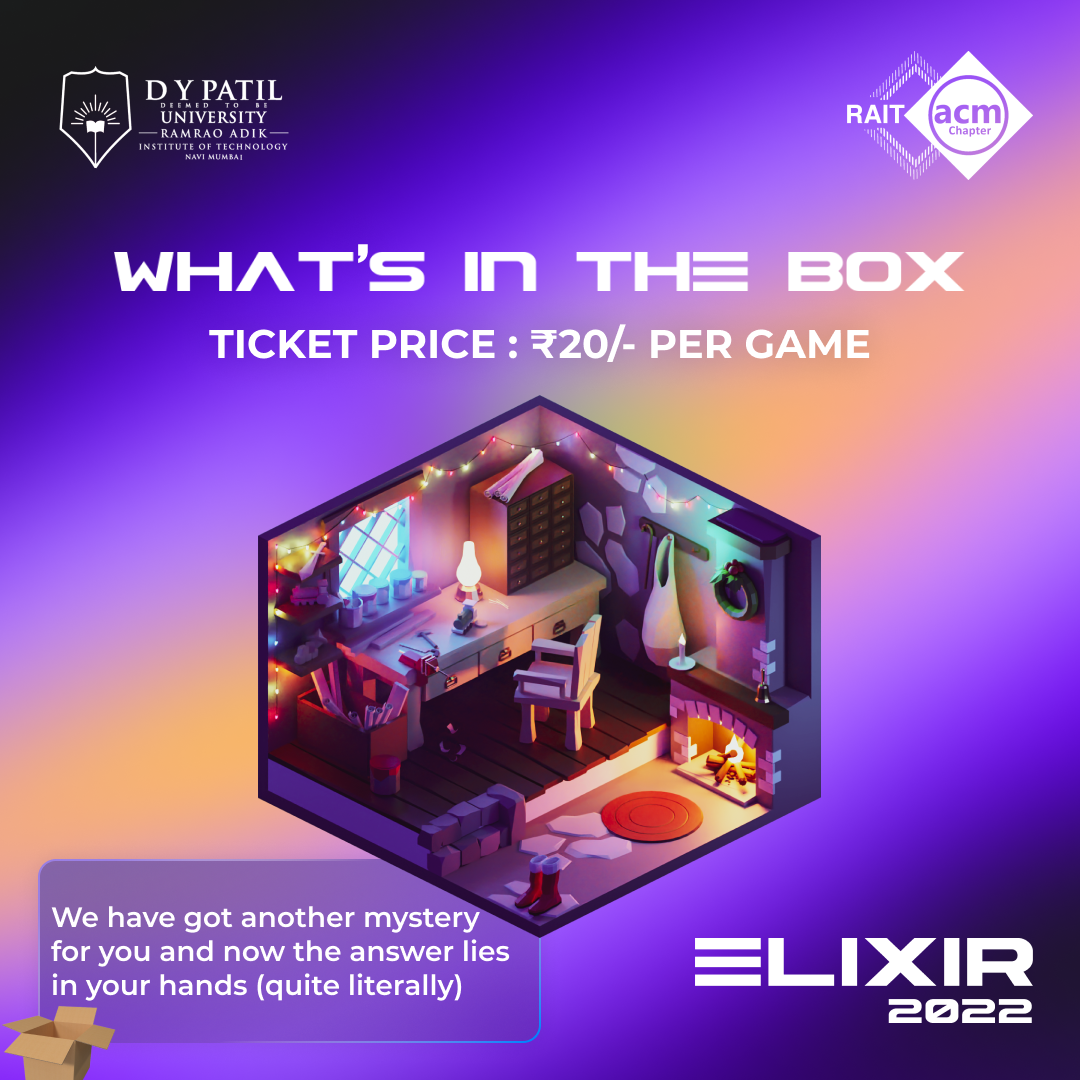 D Y PATIL
DEEMED TO BE
UNIVERSITY
RAMRAO ADIK
INSTITUTE OF TECHNOLOGY
NAVI MUMBAI
RAIT
acm
Chapter
WHAT'S IN THE BOX
TICKET PRICE : ₹20/- PER GAME
We have got another mystery
for you and now the answer lies
in your hands (quite literally)
ELIXIR
2022